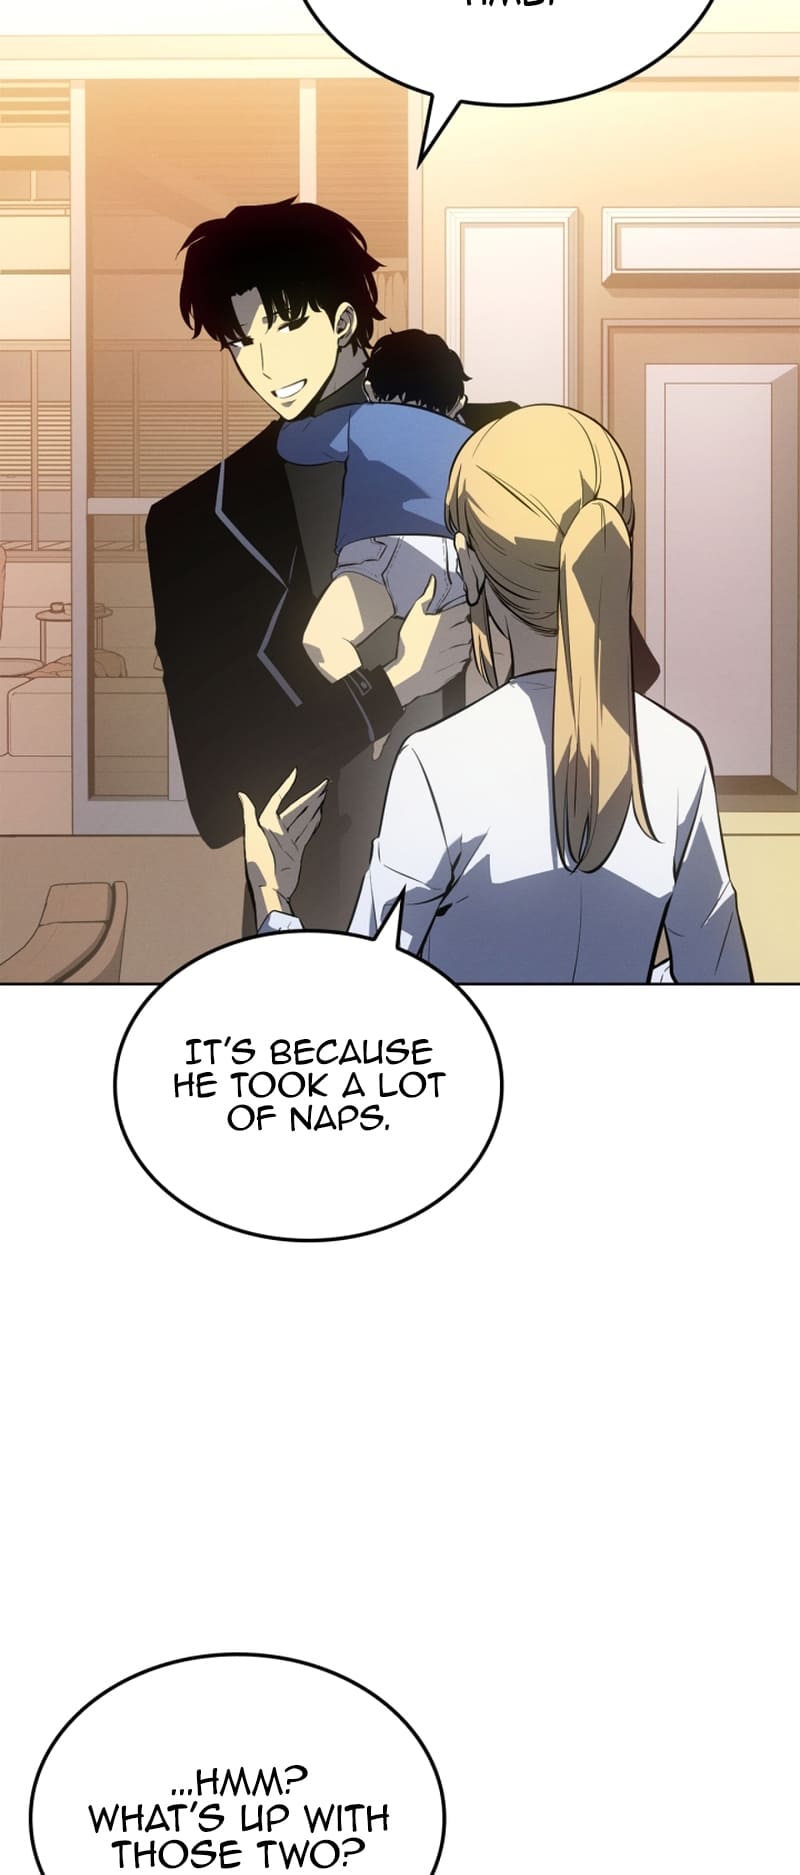 IT'S BECAUSE
HE TOOK A LOT
OF NAPS.
...HMM?
WHAT'S UP WITH
THOSE TWO?